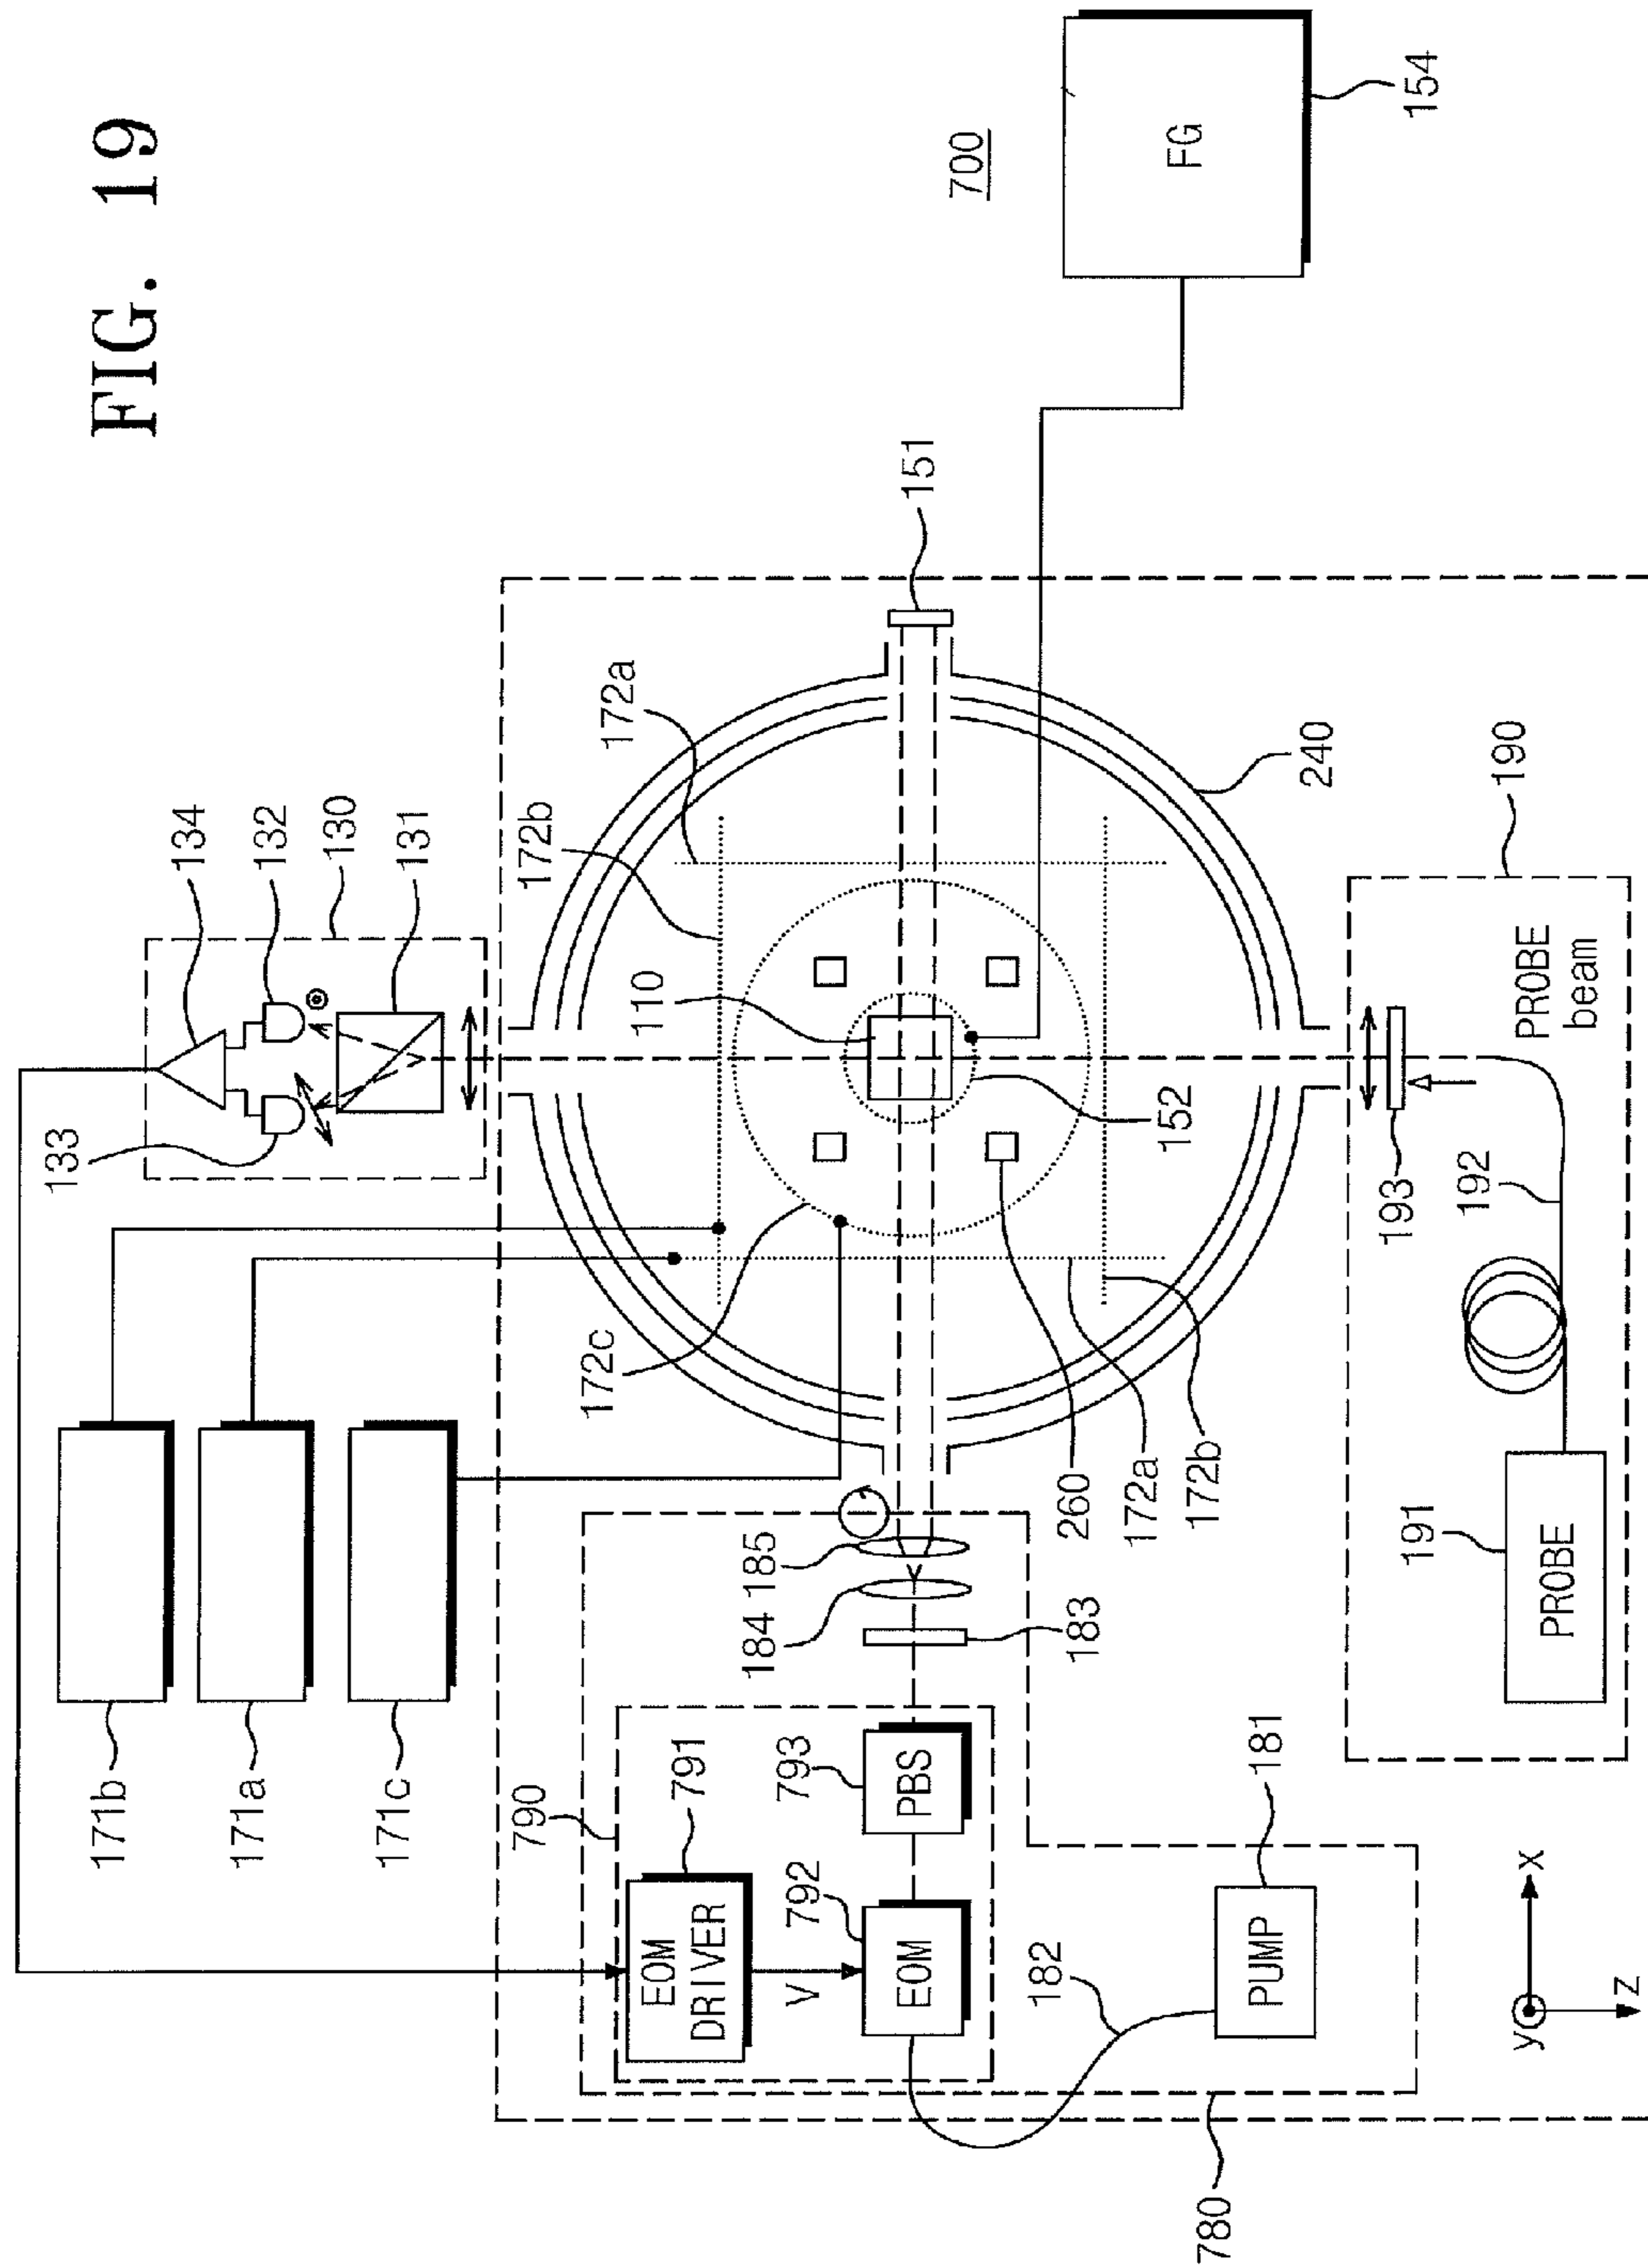 FIG. 19
700
FG
154
134
132
130
131
133
172b
172a
151
110
152
240
172c
260
172a
172b
171b
171a
171c
190
PROBE
beam
193
192
191
PROBE
184
185
183
790
791
793
PBS
EOM
DRIVER
792
V
EOM
182
181
PUMP
780
y
x
z